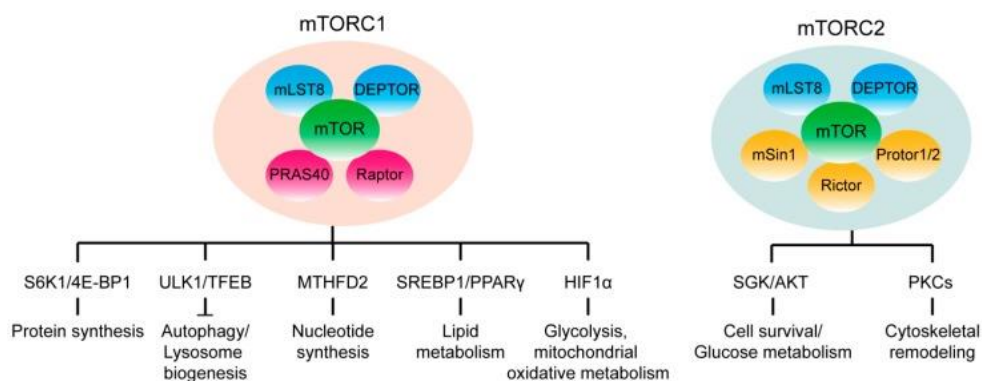 mTORC1
mLST8
DEPTOR
mTOR
PRAS40
Raptor
S6K1/4E-BP1
Protein synthesis
ULK1/TFEB
Autophagy/
Lysosome
biogenesis
MTHFD2
Nucleotide
synthesis
SREBP1/PPARγ
Lipid
metabolism
HIF1α
Glycolysis,
mitochondrial
oxidative metabolism
mTORC2
mLST8
DEPTOR
mTOR
mSin1
Protor1/2
Rictor
SGK/AKT
Cell survival/
Glucose metabolism
PKCs
Cytoskeletal
remodeling